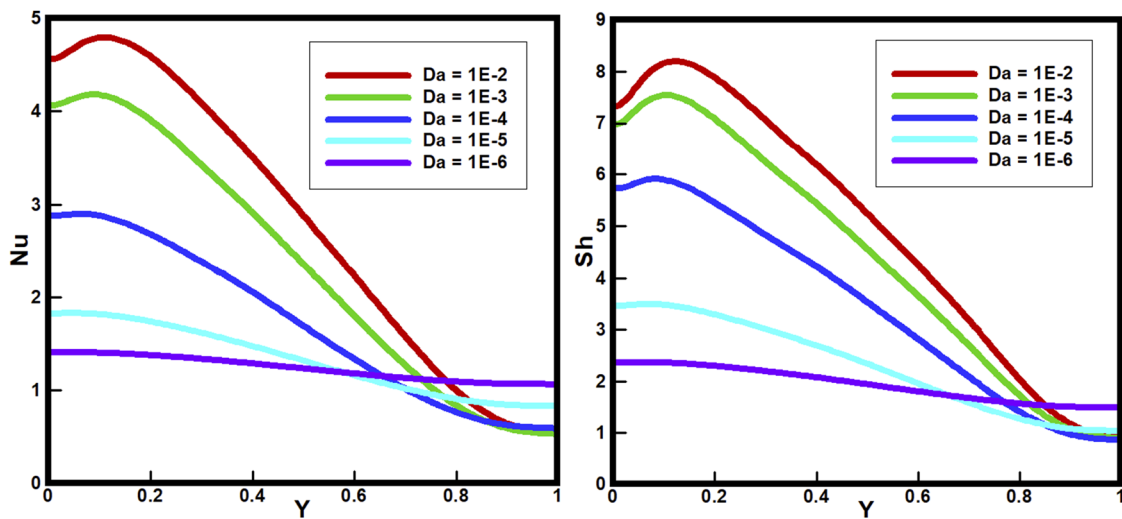 5
4
3
2
1
0
Nu
0
0.2
0.4
0.6
0.8
1
Y
Da = 1E-2
Da = 1E-3
Da = 1E-4
Da = 1E-5
Da = 1E-6
9
8
7
6
5
4
3
2
1
0
Sh
0
0.2
0.4
0.6
0.8
1
Y
Da = 1E-2
Da = 1E-3
Da = 1E-4
Da = 1E-5
Da = 1E-6